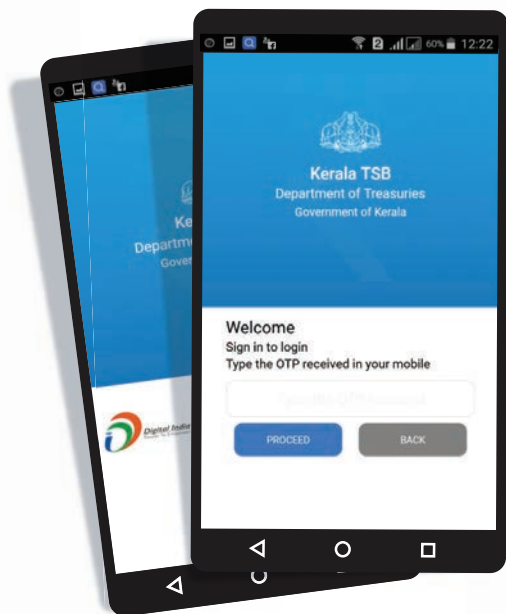 60% 12:22
Kerala TSB
Department of Treasuries
Government of Kerala
Welcome
Sign in to login
Type the OTP received in your mobile
PROCEED
BACK
Ke
Departm
Gover
Digital India